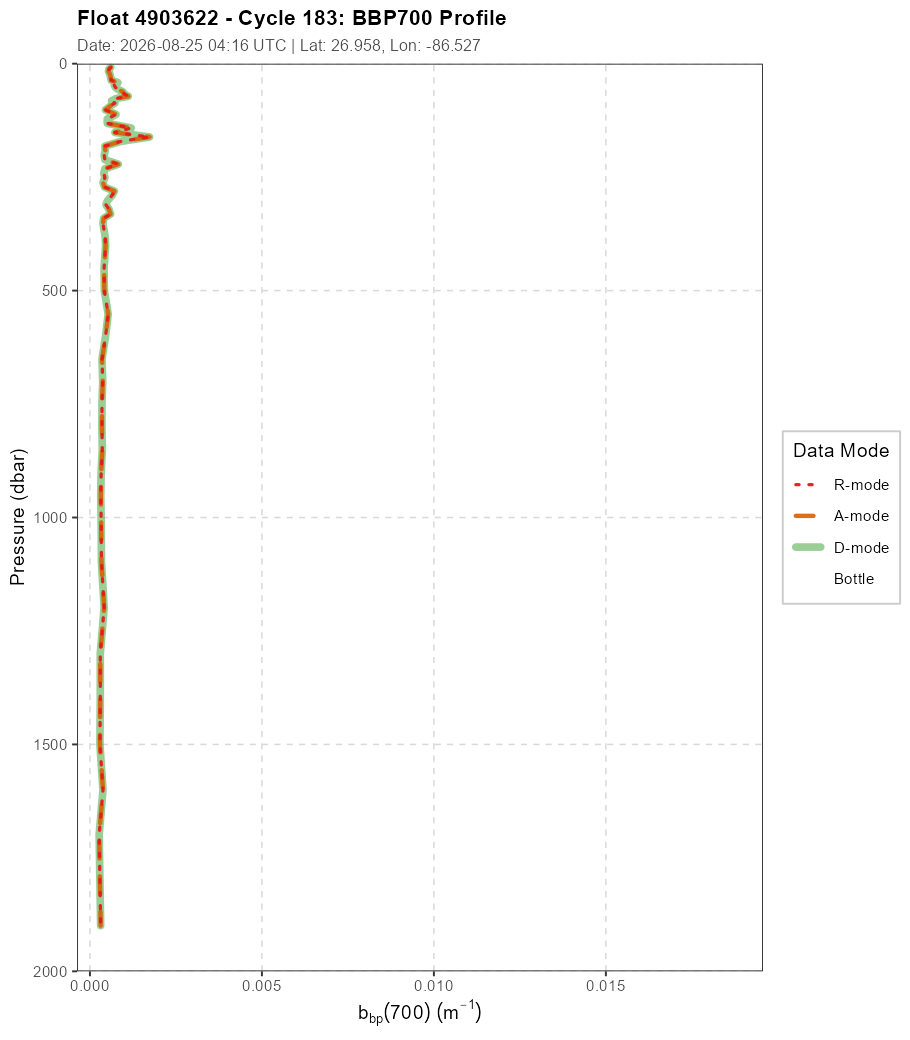 Float 4903622 - Cycle 183: BBP700 Profile
Date: 2026-08-25 04:16 UTC | Lat: 26.958, Lon: -86.527
0
500
1000
1500
2000
Pressure (dbar)
0.000 0.005 0.010 0.015
b_bp(700) (m⁻¹)
Data Mode
R-mode
A-mode
D-mode
Bottle